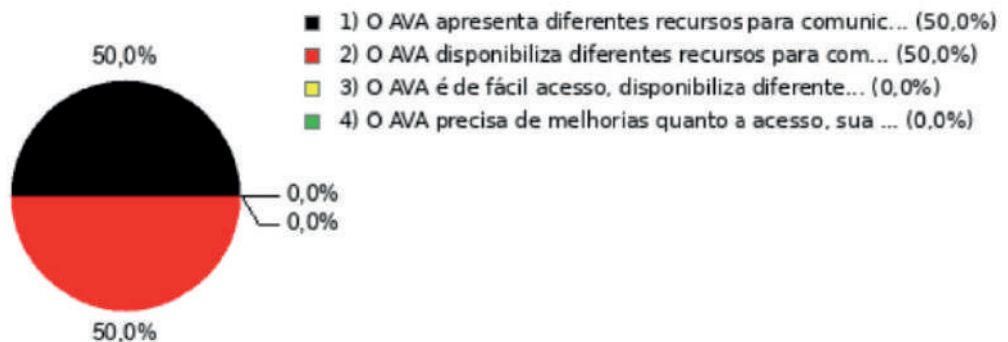 50,0%
1) O AVA apresenta diferentes recursos para comunic... (50,0%)
2) O AVA disponibiliza diferentes recursos para com... (50,0%)
3) O AVA é de fácil acesso, disponibiliza diferente... (0,0%)
4) O AVA precisa de melhorias quanto a acesso, sua ... (0,0%)
0,0%
0,0%
50,0%